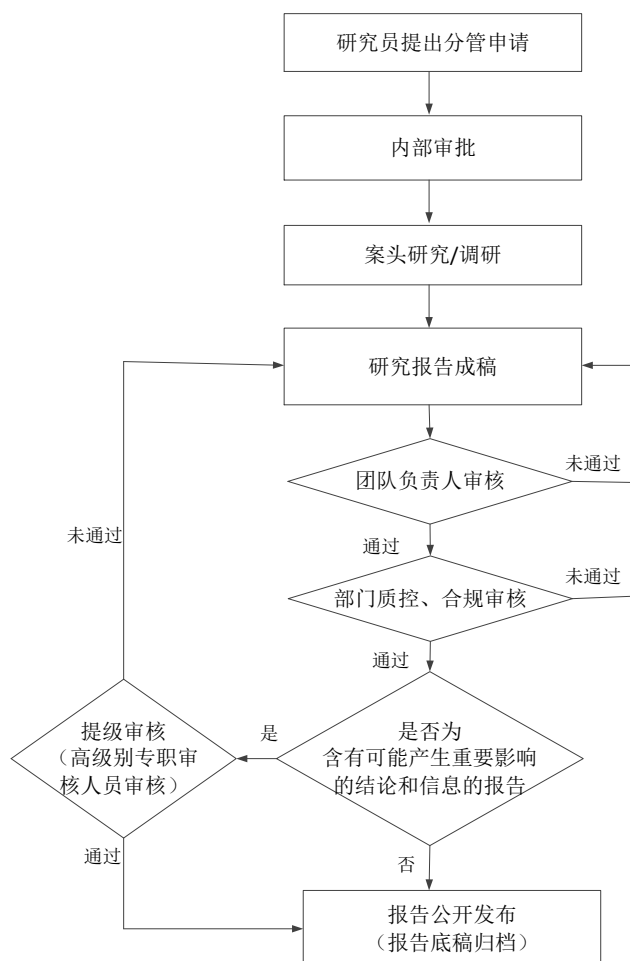 研究员提出分管申请
内部审批
案头研究/调研
研究报告成稿
团队负责人审核
未通过
未通过
通过
部门质控、合规审核
未通过
通过
提级审核
（高级别专职审
核人员审核）
是
是否为
含有可能产生重要影响
的结论和信息的报告
通过
否
报告公开发布
（报告底稿归档）